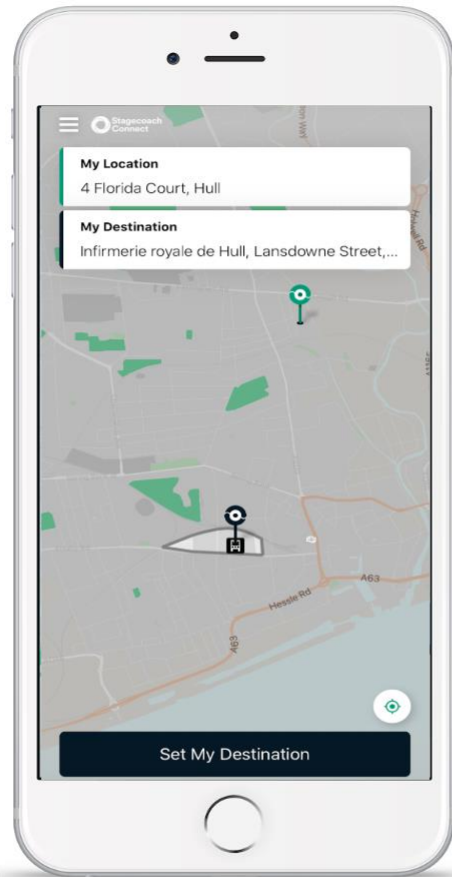 Stagecoach
Connect
My Location
4 Florida Court, Hull
My Destination
Infirmerie royale de Hull, Lansdowne Street,...
A63
Hessle Rd
A63
Set My Destination